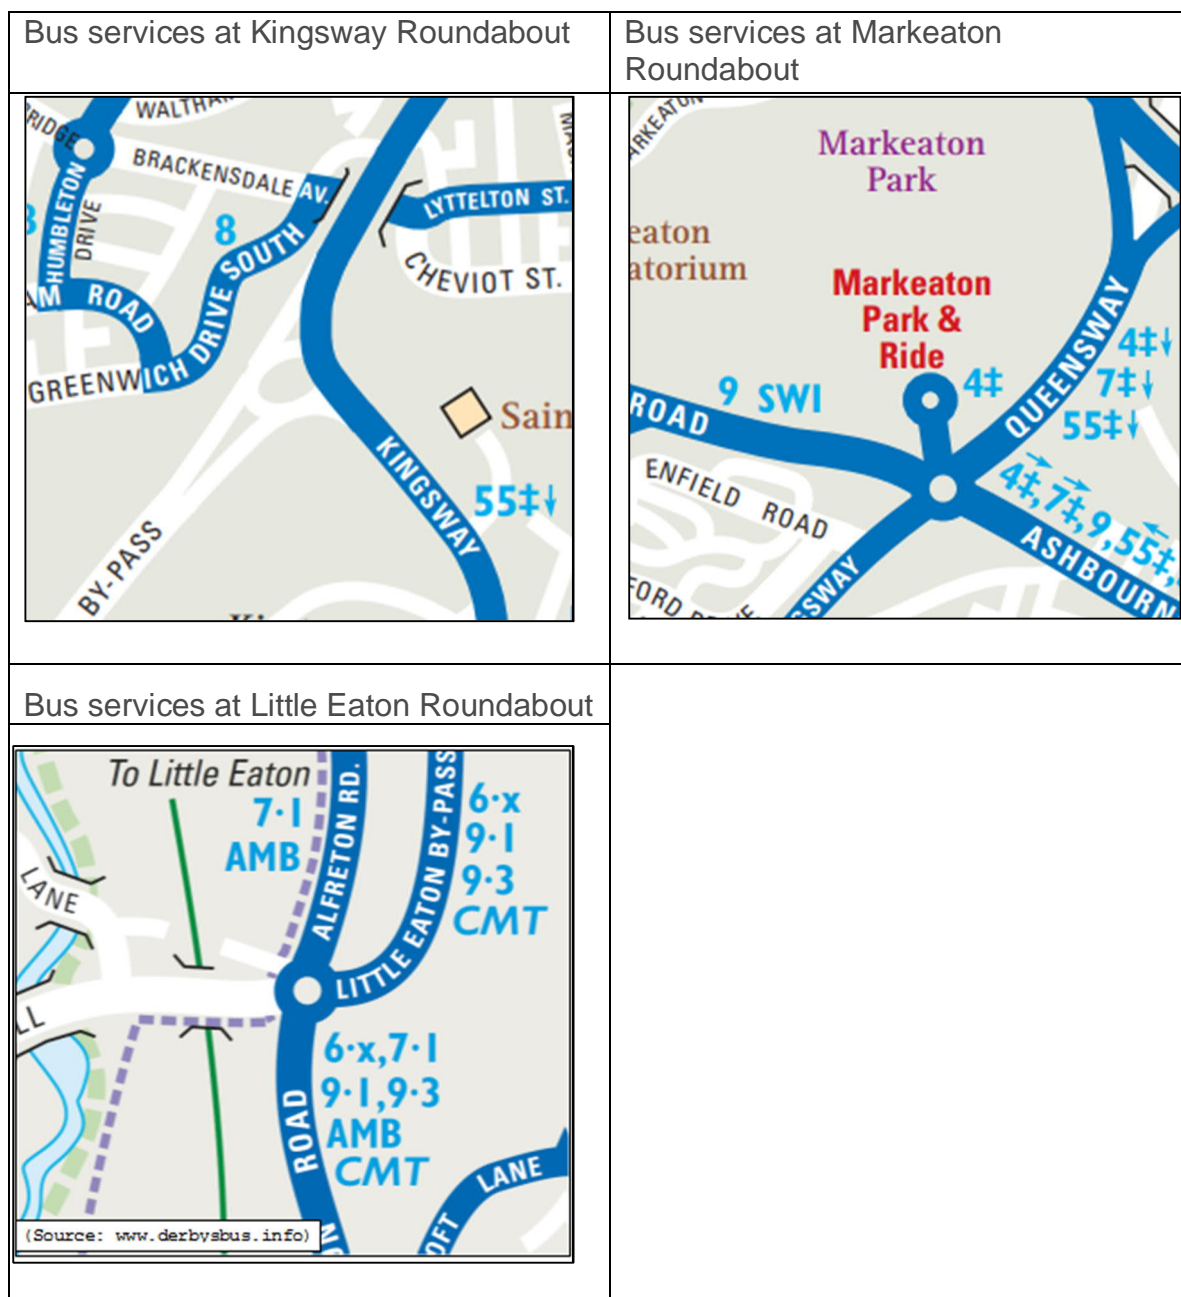 Bus services at Kingsway Roundabout
Bus services at Markeaton
Roundabout
BRACKENSDALE AV.
HUMBLETON
DRIVE
8
LYTTELTON ST.
CHEVIOT ST.
ROAD
GREENWICH DRIVE SOUTH
KINGSWAY
55‡↓
BY-PASS
Markeaton
Park
Markeaton
Park &
Ride
4‡
QUEENSWAY
4‡↓
7‡↓
55‡↓
9 SWI
ROAD
ENFIELD ROAD
4‡, 7‡, 9, 55‡,
ASHBOURN
Bus services at Little Eaton Roundabout
To Little Eaton
7·1
AMB
ALFRETON RD.
LITTLE EATON BY-PASS
6·x
9·1
9·3
CMT
LANE
6·x, 7·1
9·1, 9·3
AMB
CMT
ROAD
LANE
(Source: www.derbysbus.info)